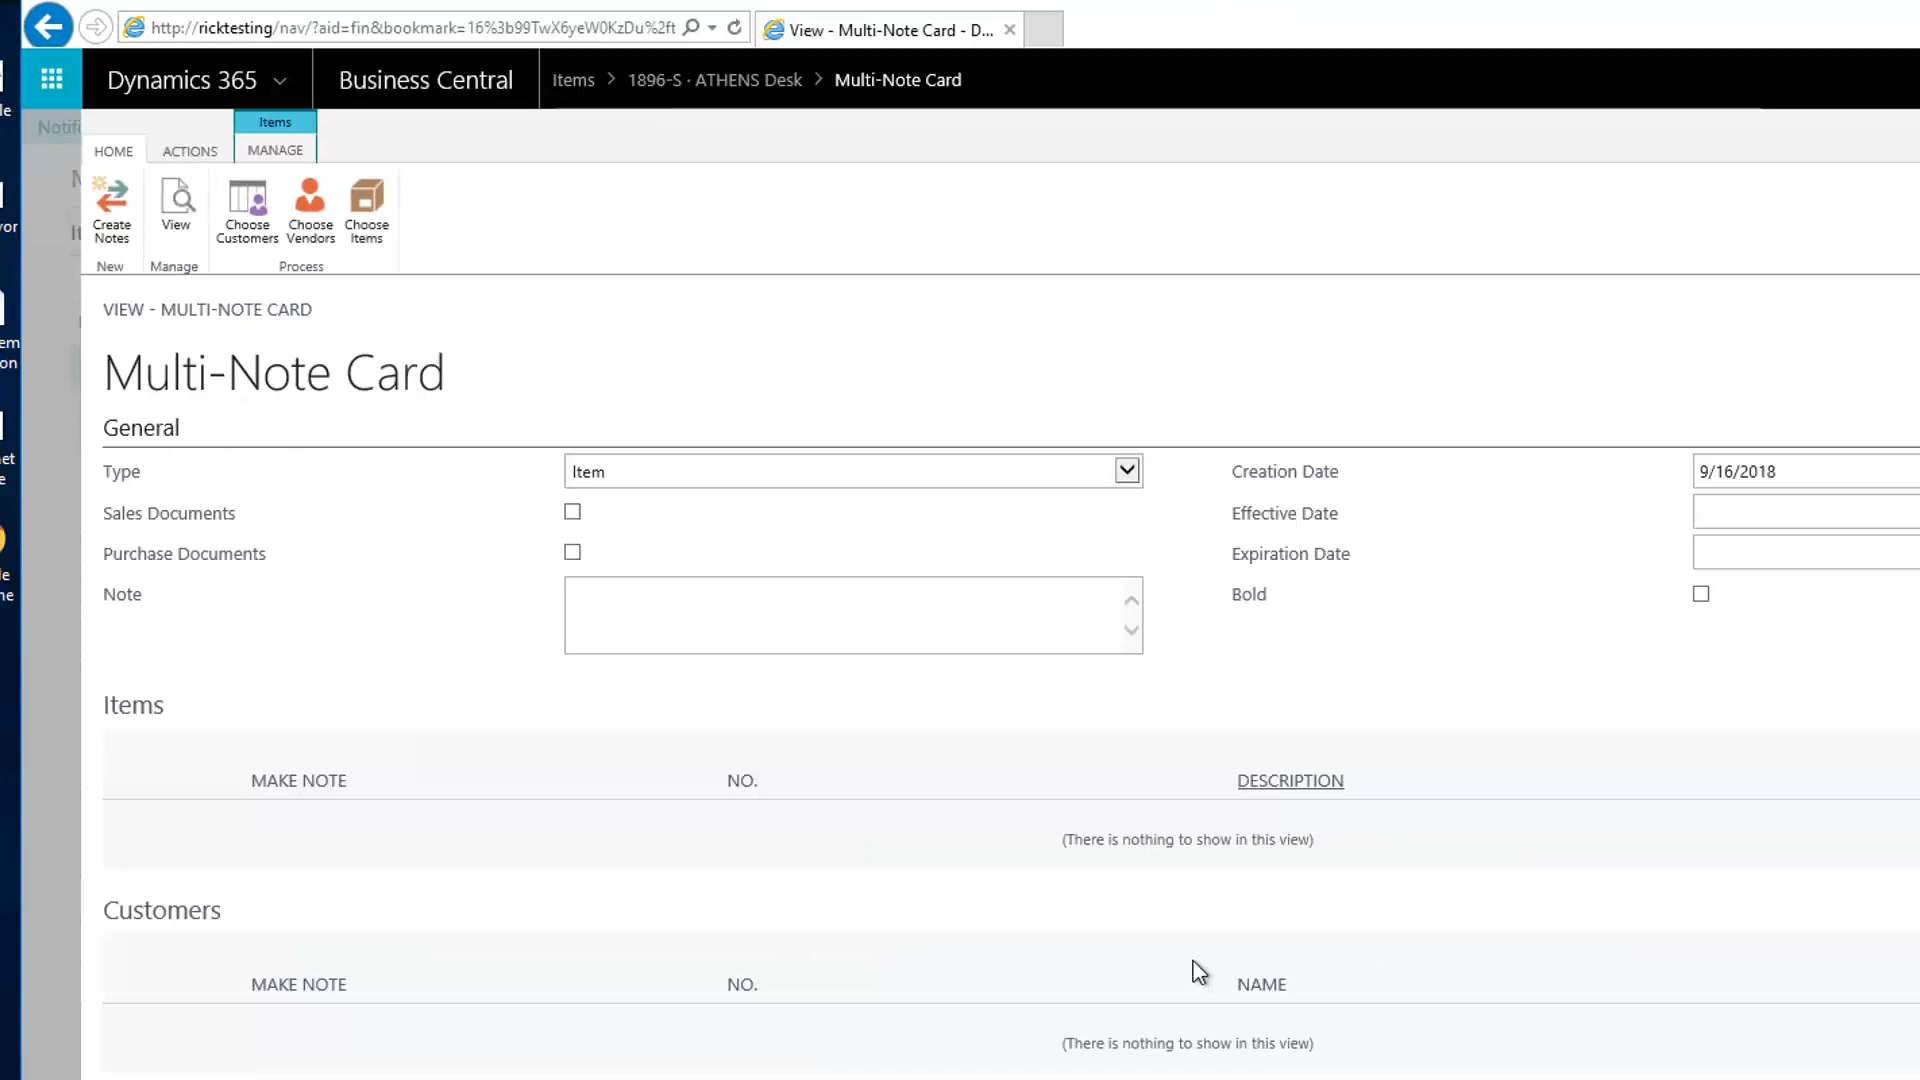 http://ricktesting/nav/?aid=fin&bookmark=16%3b99TwX6yeW0KzDu%2ft
View - Multi-Note Card - D...
Dynamics 365
Business Central
Items > 1896-S · ATHENS Desk > Multi-Note Card
Notifi
Items
HOME
ACTIONS
MANAGE
Create Notes
View
Choose Customers
Choose Vendors
Choose Items
New
Manage
Process
VIEW - MULTI-NOTE CARD
Multi-Note Card
General
Type
Item
Creation Date
9/16/2018
Sales Documents
Effective Date
Purchase Documents
Expiration Date
Note
Bold
Items
MAKE NOTE
NO.
DESCRIPTION
(There is nothing to show in this view)
Customers
MAKE NOTE
NO.
NAME
(There is nothing to show in this view)